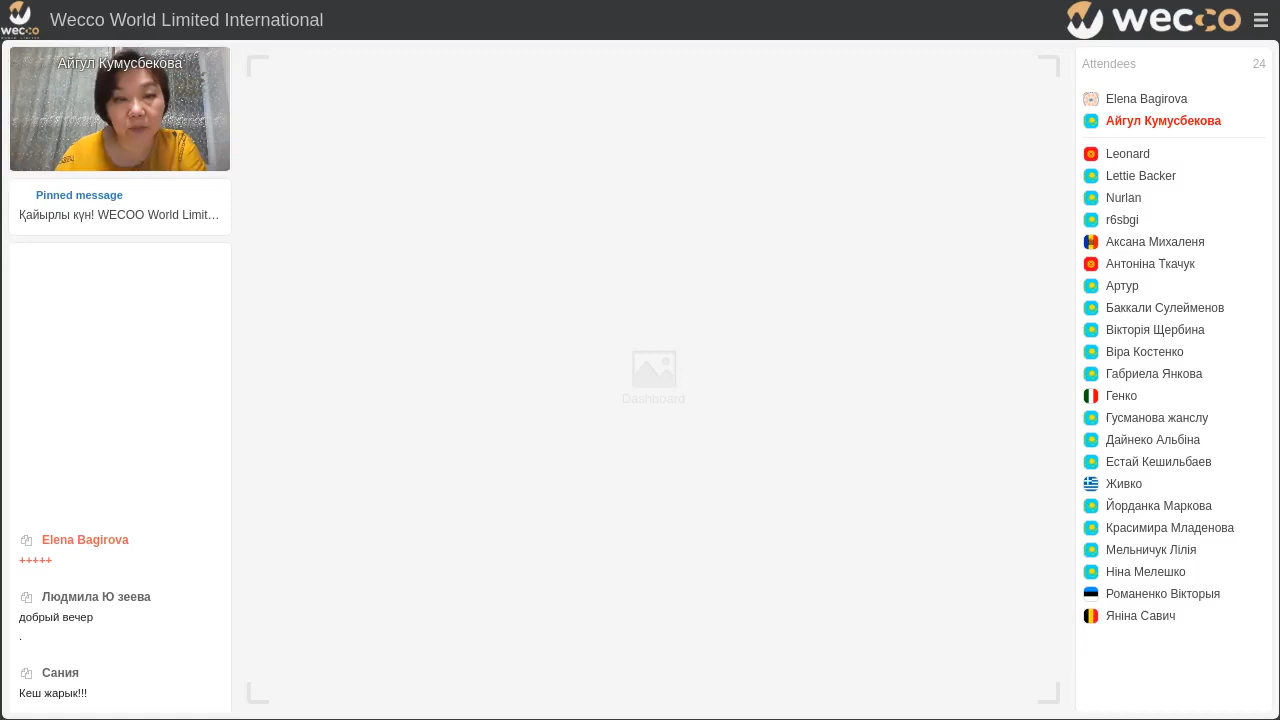 wecco
Wecco World Limited International
wecco
Айгул Кумусбекова
Pinned message
Қайырлы күн! WECOO World Limit…
Elena Bagirova
+++++
Людмила Ю зеева
добрый вечер
.
Сания
Кеш жарык!!!
Dashboard
Attendees 24
Elena Bagirova
Айгул Кумусбекова
Leonard
Lettie Backer
Nurlan
r6sbgi
Аксана Михаленя
Антоніна Ткачук
Артур
Баккали Сулейменов
Вікторія Щербина
Віра Костенко
Габриела Янкова
Генко
Гусманова жанслу
Дайнеко Альбіна
Естай Кешильбаев
Живко
Йорданка Маркова
Красимира Младенова
Мельничук Лілія
Ніна Мелешко
Романенко Вікторыя
Яніна Савич